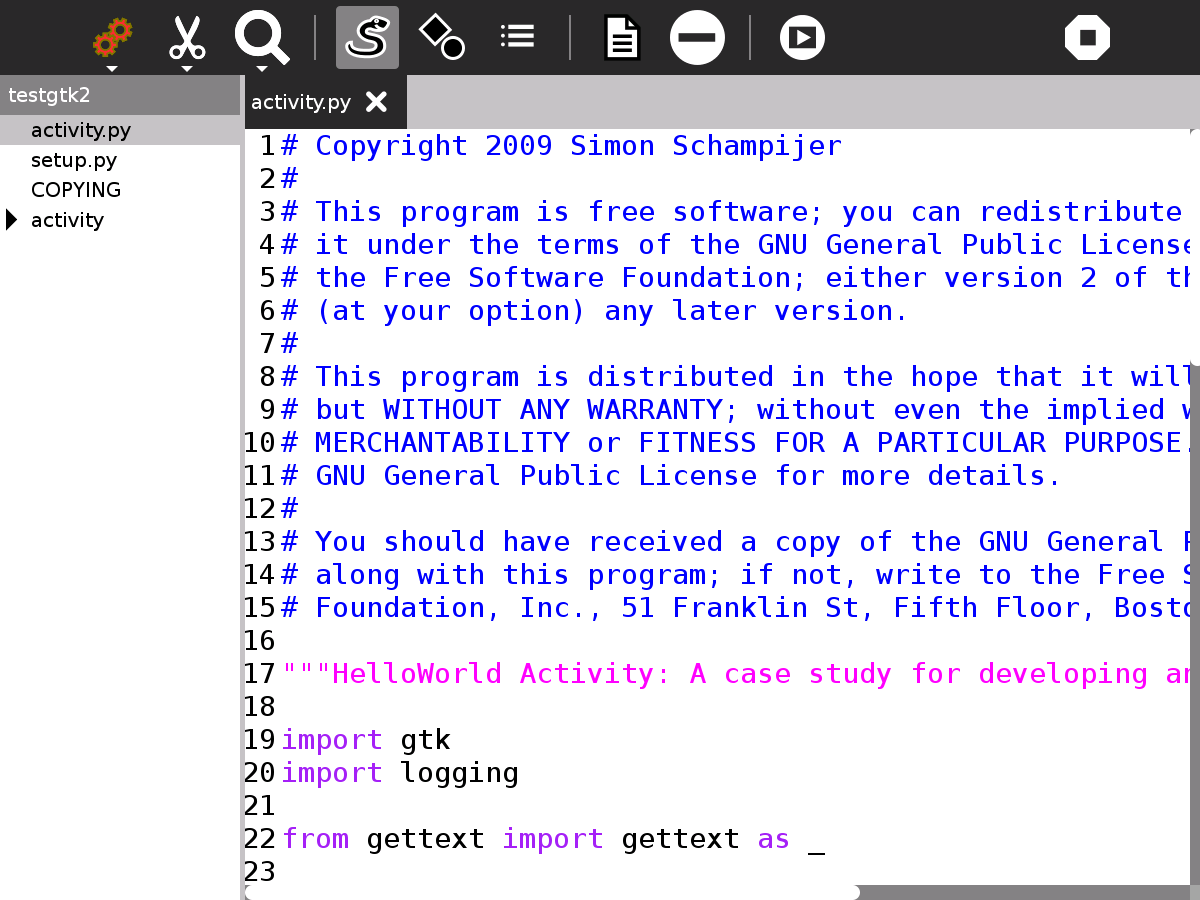 testgtk2
activity.py
setup.py
COPYING
activity
activity.py
1# Copyright 2009 Simon Schampijer
2#
3# This program is free software; you can redistribute
4# it under the terms of the GNU General Public License
5# the Free Software Foundation; either version 2 of th
6# (at your option) any later version.
7#
8# This program is distributed in the hope that it will
9# but WITHOUT ANY WARRANTY; without even the implied w
10# MERCHANTABILITY or FITNESS FOR A PARTICULAR PURPOSE.
11# GNU General Public License for more details.
12#
13# You should have received a copy of the GNU General P
14# along with this program; if not, write to the Free S
15# Foundation, Inc., 51 Franklin St, Fifth Floor, Bosto
16
17"""HelloWorld Activity: A case study for developing an
18
19import gtk
20import logging
21
22from gettext import gettext as _
23